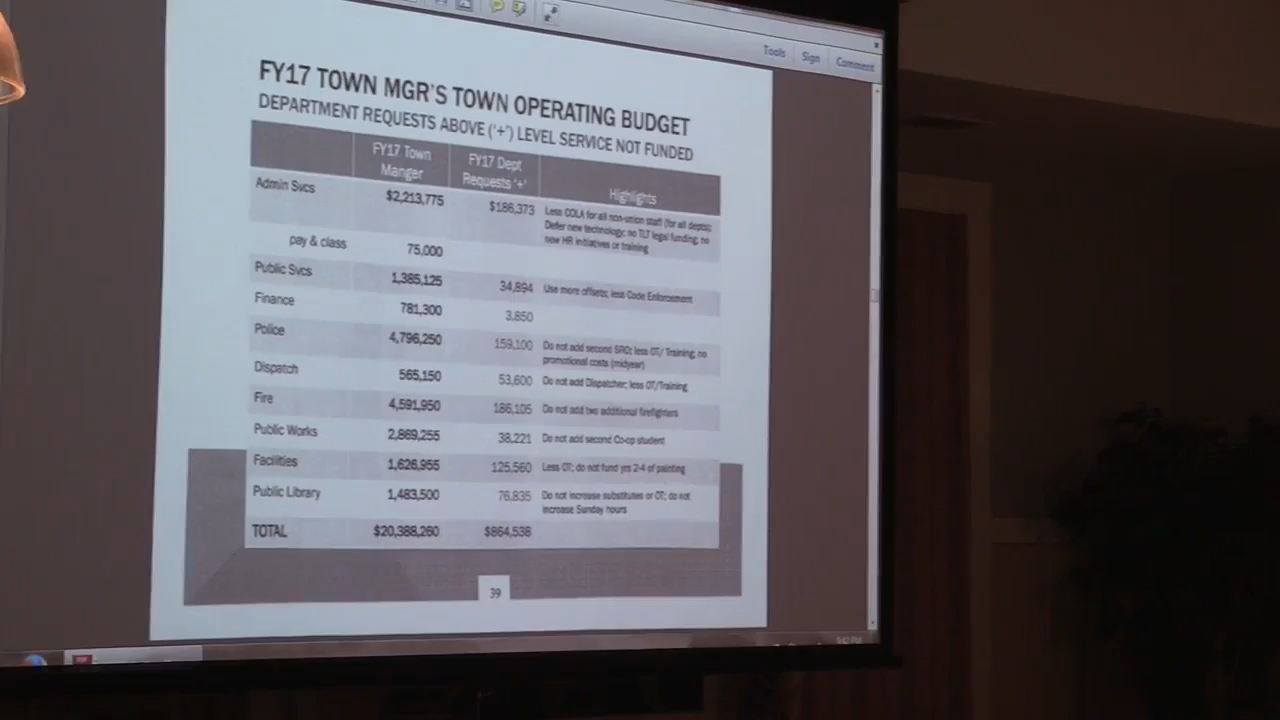 Tools Sign Comment
FY17 TOWN MGR'S TOWN OPERATING BUDGET
DEPARTMENT REQUESTS ABOVE ('+') LEVEL SERVICE NOT FUNDED
FY17 Town Manger FY17 Dept Requests '+' Highlights
Admin Svcs $2,213,775 $186,373 Less COLA for all non-union staff (for all depts);
Defer new technology; no TLT legal funding; no
new HR initiatives or training
pay & class 75,000
Public Svcs 1,385,125 34,894 Use more offsets; less Code Enforcement
Finance 781,300 3,850
Police 4,796,250 159,100 Do not add second SRO; less OT/ Training; no
promotional costs (midyear)
Dispatch 565,150 53,600 Do not add Dispatcher; less OT/Training
Fire 4,591,950 186,105 Do not add two additional firefighters
Public Works 2,869,255 38,221 Do not add second Co-op student
Facilities 1,626,955 125,560 Less OT; do not fund yrs 2-4 of painting
Public Library 1,483,500 76,835 Do not increase substitutes or OT; do not
increase Sunday hours
TOTAL $20,388,260 $864,538
39